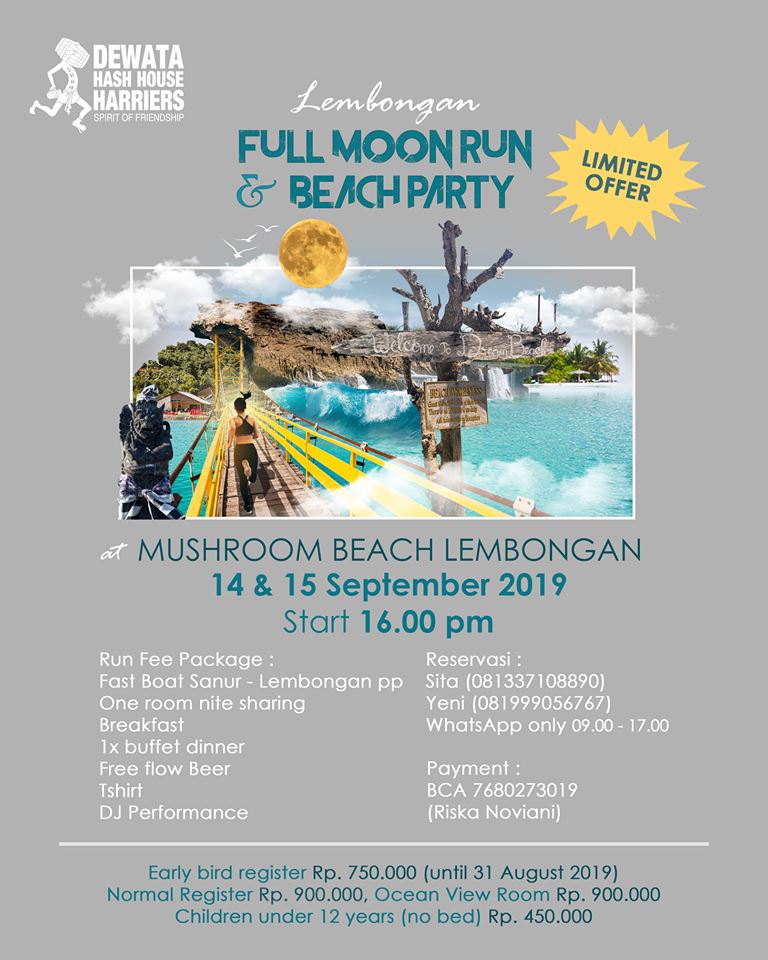 DEWATA
HASH HOUSE
HARRIERS
SPIRIT OF FRIENDSHIP
Lembongan
FULL MOON RUN
& BEACH PARTY
LIMITED
OFFER
Welcome To Dream Beach
at MUSHROOM BEACH LEMBONGAN
14 & 15 September 2019
Start 16.00 pm
Run Fee Package :
Fast Boat Sanur - Lembongan pp
One room nite sharing
Breakfast
1x buffet dinner
Free flow Beer
Tshirt
DJ Performance
Reservasi :
Sita (081337108890)
Yeni (081999056767)
WhatsApp only 09.00 - 17.00
Payment :
BCA 7680273019
(Riska Noviani)
Early bird register Rp. 750.000 (until 31 August 2019)
Normal Register Rp. 900.000, Ocean View Room Rp. 900.000
Children under 12 years (no bed) Rp. 450.000